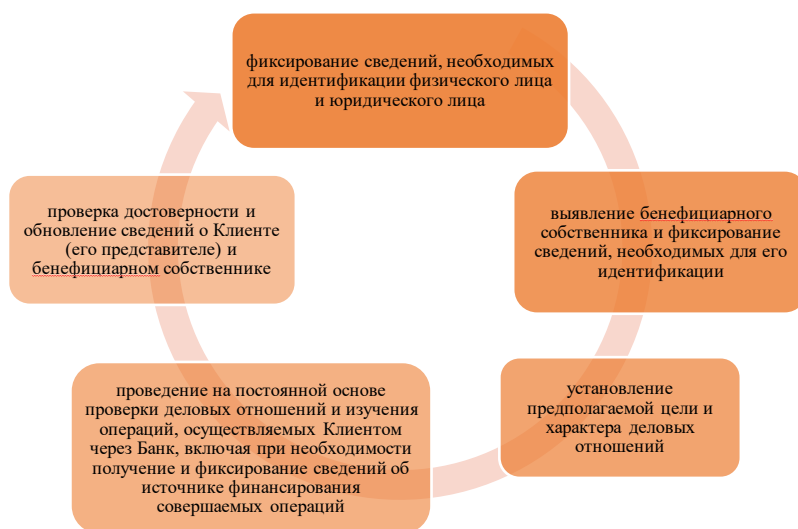 фиксирование сведений, необходимых
для идентификации физического лица
и юридического лица
выявление бенефициарного
собственника и фиксирование
сведений, необходимых для его
идентификации
установление
предполагаемой цели и
характера деловых
отношений
проведение на постоянной основе
проверки деловых отношений и изучения
операций, осуществляемых Клиентом
через Банк, включая при необходимости
получение и фиксирование сведений об
источнике финансирования
совершаемых операций
проверка достоверности и
обновление сведений о Клиенте
(его представителе) и
бенефициарном собственнике